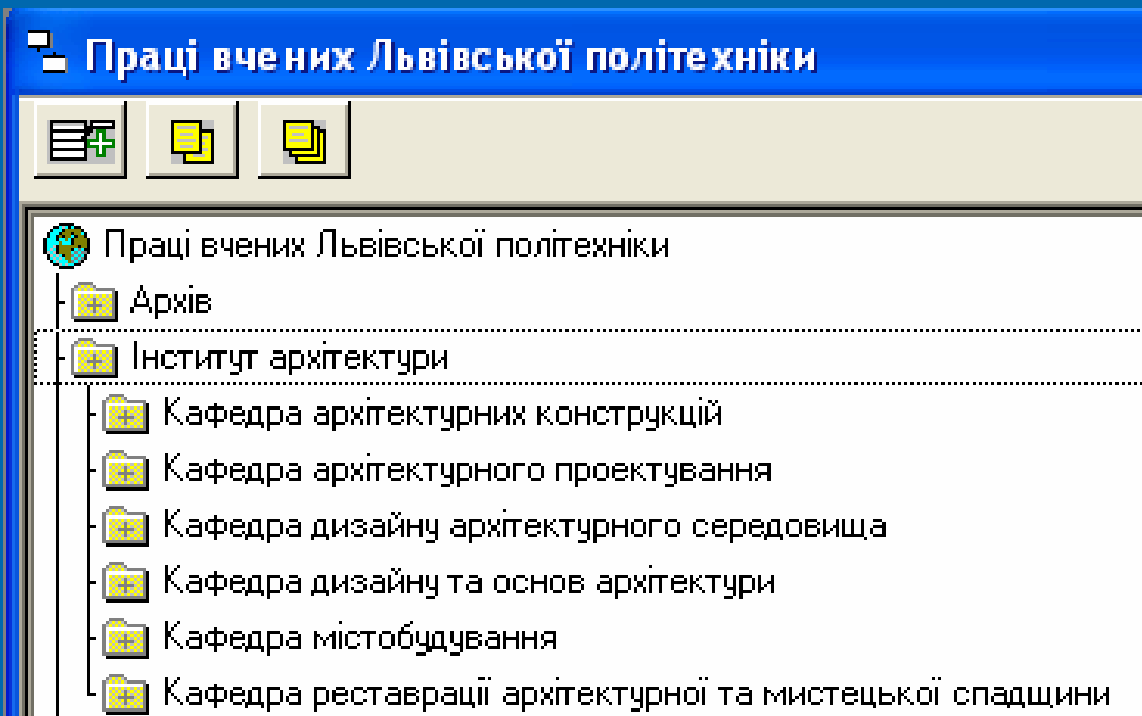 Праці вчених Львівської політехніки
Праці вчених Львівської політехніки
Архів
Інститут архітектури
Кафедра архітектурних конструкцій
Кафедра архітектурного проектування
Кафедра дизайну архітектурного середовища
Кафедра дизайну та основ архітектури
Кафедра містобудування
Кафедра реставрації архітектурної та мистецької спадщини